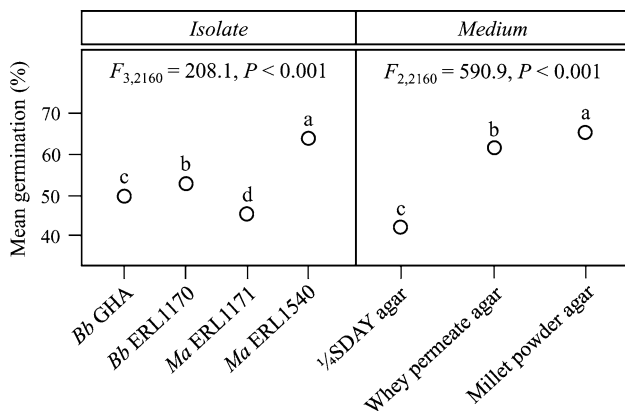 Isolate
Medium
F3,2160 = 208.1, P < 0.001
F2,2160 = 590.9, P < 0.001
Mean germination (%)
70
60
50
40
c
b
d
a
c
b
a
Bb GHA
Bb ERL1170
Ma ERL1171
Ma ERL1540
¼SDAY agar
Whey permeate agar
Millet powder agar